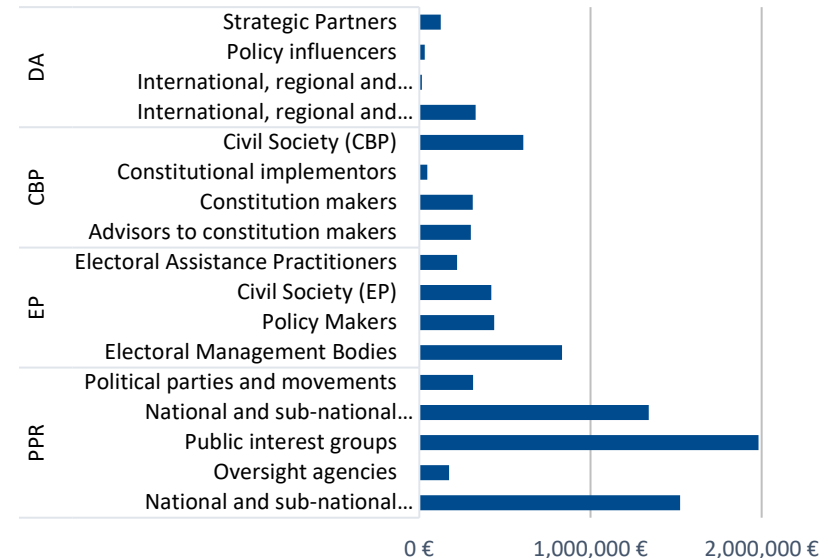 DA
Strategic Partners
Policy influencers
International, regional and...
International, regional and...
CBP
Civil Society (CBP)
Constitutional implementors
Constitution makers
Advisors to constitution makers
EP
Electoral Assistance Practitioners
Civil Society (EP)
Policy Makers
Electoral Management Bodies
PPR
Political parties and movements
National and sub-national...
Public interest groups
Oversight agencies
National and sub-national...
0 € 1,000,000 € 2,000,000 €